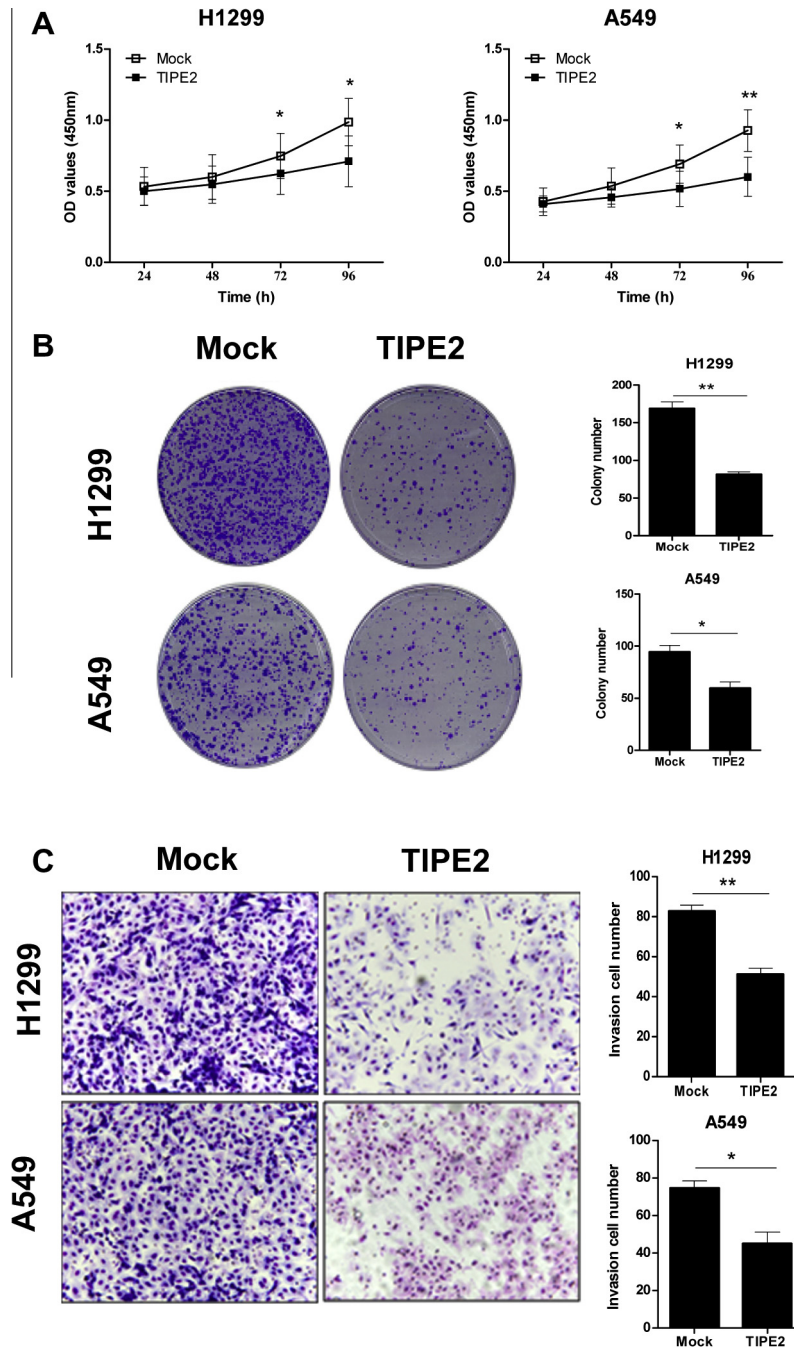 A
H1299
A549
Mock
TIPE2
Mock
TIPE2
1.5
1.0
0.5
0.0
OD values (450nm)
*
*
24 48 72 96
Time (h)
1.5
1.0
0.5
0.0
OD values (450nm)
*
**
24 48 72 96
Time (h)
B
Mock
TIPE2
H1299
A549
H1299
200
150
100
50
0
Colony number
**
Mock TIPE2
A549
150
100
50
0
Colony number
*
Mock TIPE2
C
Mock
TIPE2
H1299
A549
H1299
100
80
60
40
20
0
Invasion cell number
**
Mock TIPE2
A549
100
80
60
40
20
0
Invasion cell number
*
Mock TIPE2